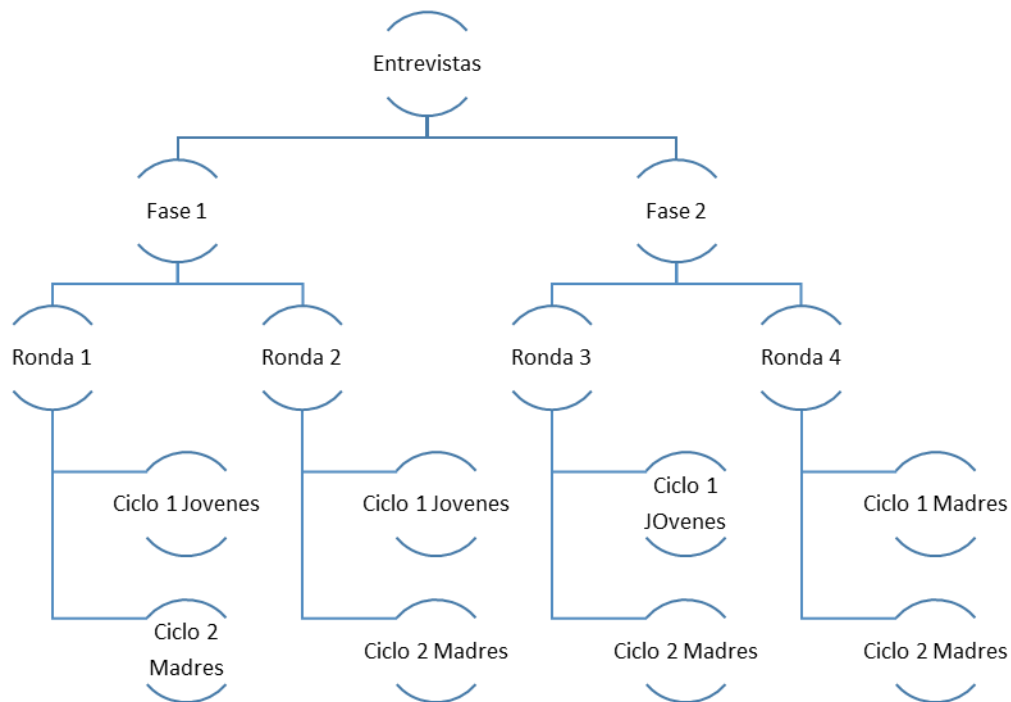 Entrevistas
Fase 1
Fase 2
Ronda 1
Ronda 2
Ronda 3
Ronda 4
Ciclo 1 Jovenes
Ciclo 1 Jovenes
Ciclo 1
JOvenes
Ciclo 1 Madres
Ciclo 2
Madres
Ciclo 2 Madres
Ciclo 2 Madres
Ciclo 2 Madres